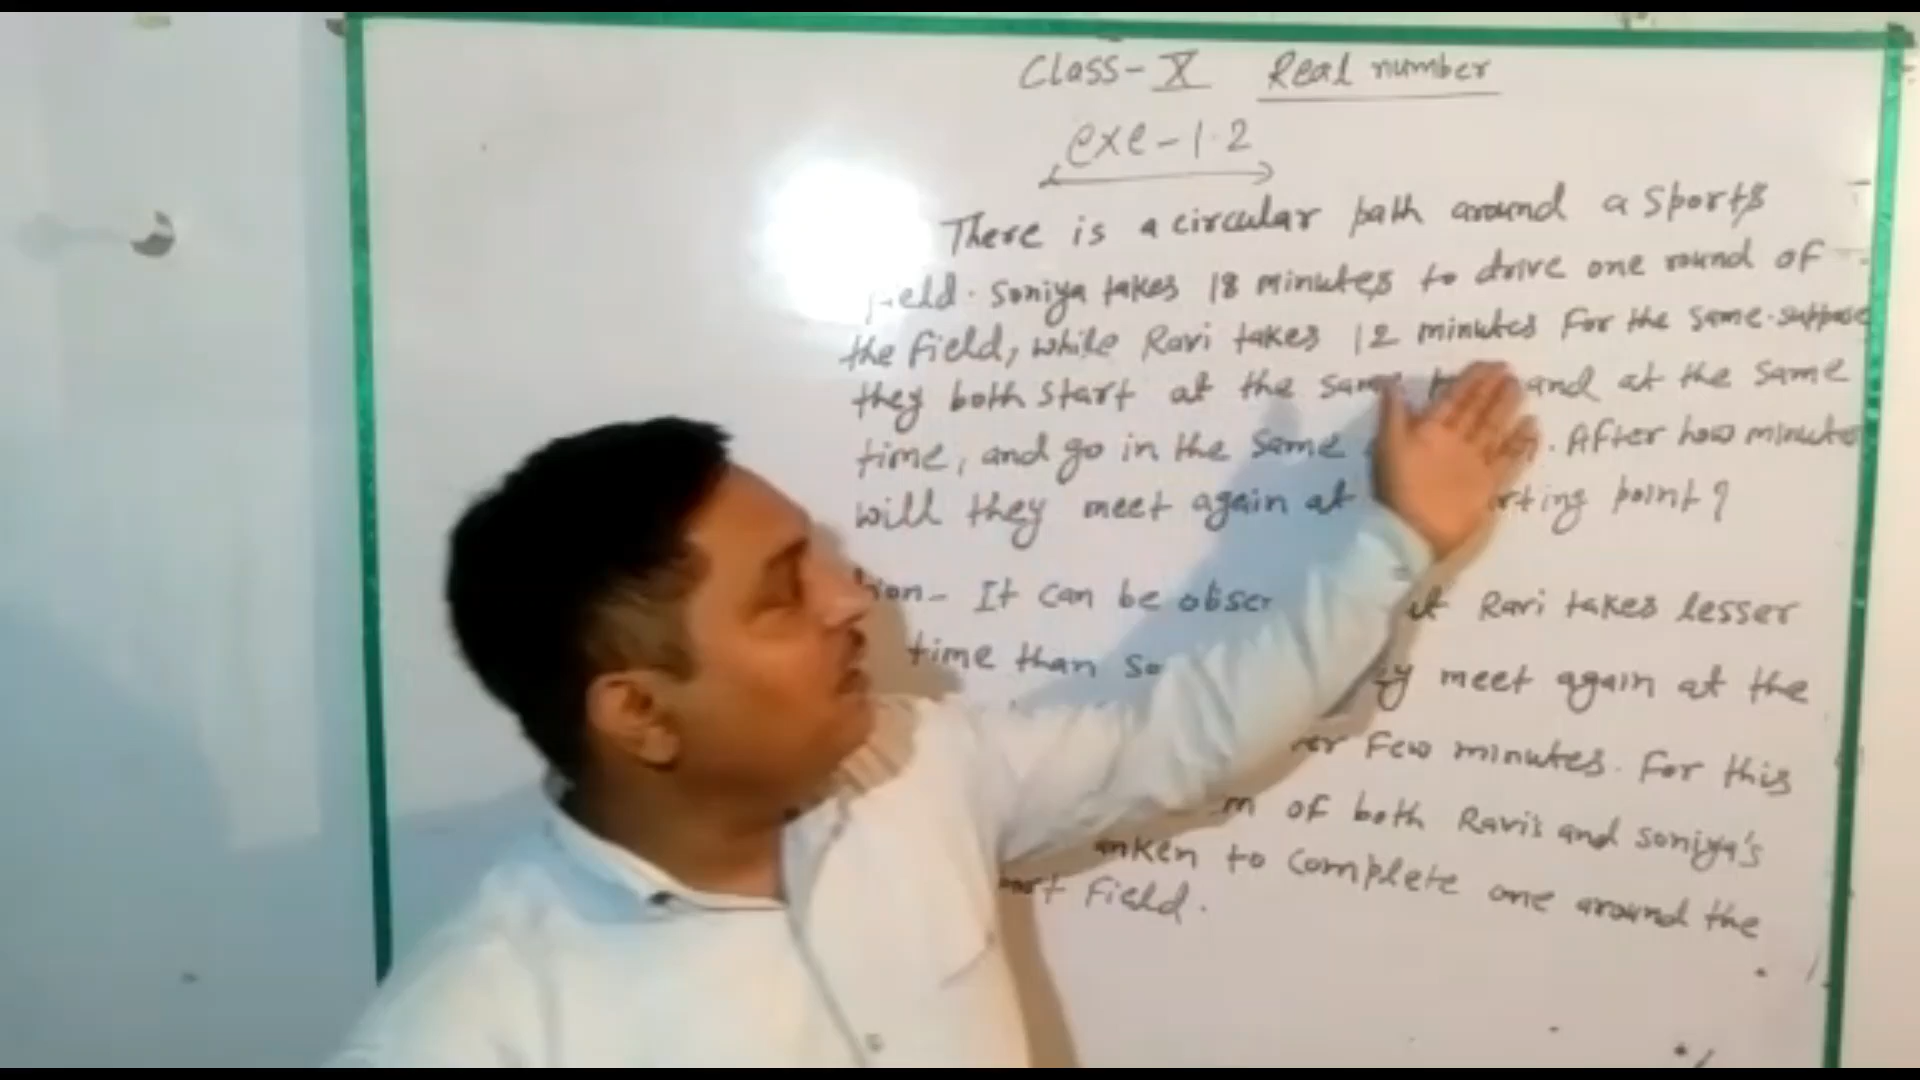 Class-X Real number
exe-1.2
There is a circular path around a sports
field. Soniya takes 18 minutes to drive one round of
the field, while Ravi takes 12 minutes For the same. suppose
they both start at the same and at the same
time, and go in the same . After how minute
will they meet again at point?
It can be Ravi takes lesser
time than meet again at the
Few minutes. For this
of both Ravi's and soniya's
to complete one around the
Field.